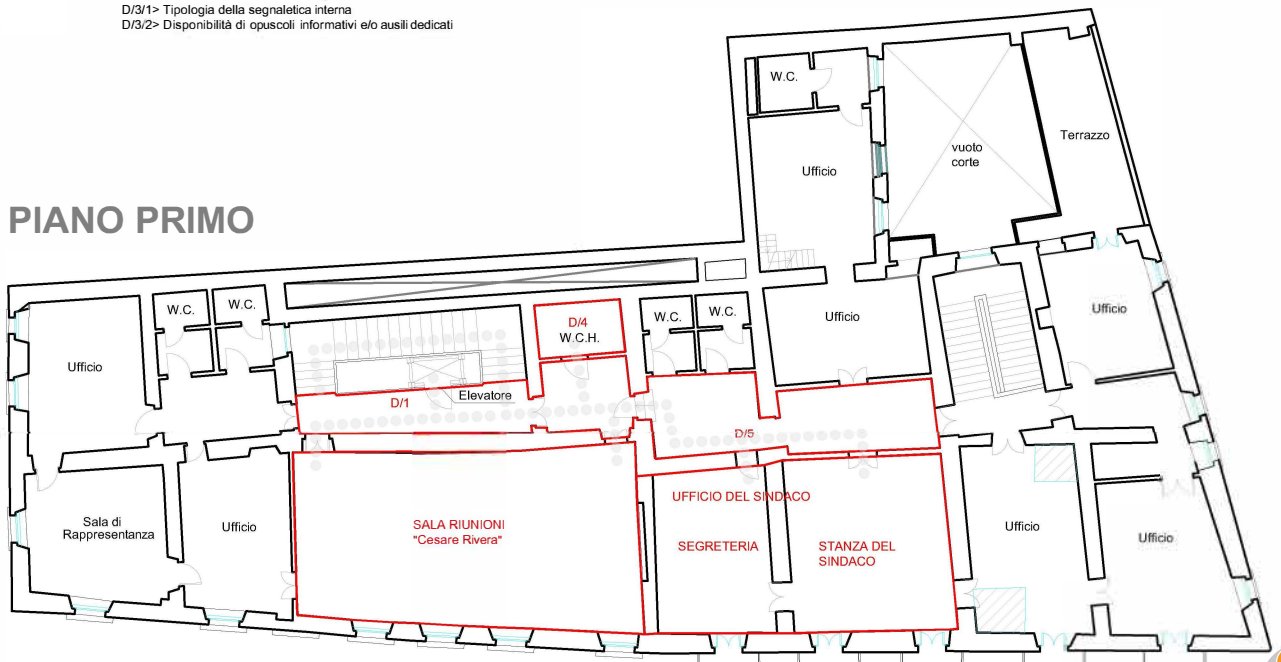 D/3/1> Tipologia della segnaletica interna
D/3/2> Disponibilità di opuscoli informativi e/o ausili dedicati
W.C.
Terrazzo
vuoto
corte
Ufficio
PIANO PRIMO
W.C.
W.C.
D/4
W.C.H.
W.C.
W.C.
Ufficio
Ufficio
Ufficio
Elevatore
D/1
D/5
UFFICIO DEL SINDACO
Sala di
Rappresentanza
Ufficio
SALA RIUNIONI
"Cesare Rivera"
SEGRETERIA
STANZA DEL
SINDACO
Ufficio
Ufficio